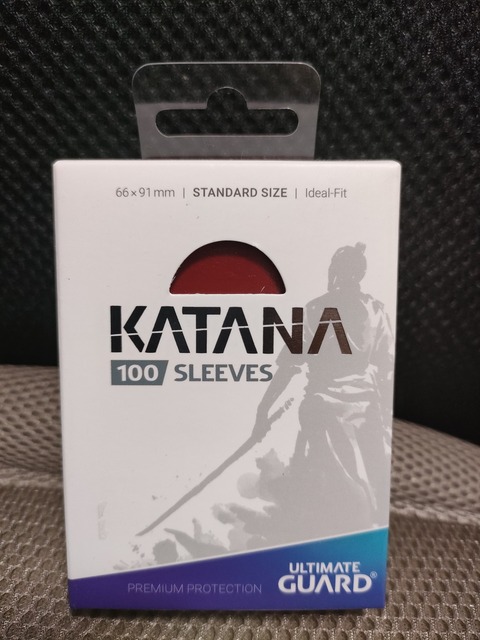 66×91mm | STANDARD SIZE | Ideal-Fit
KATANA
100 SLEEVES
ULTIMATE
GUARD®
PREMIUM PROTECTION